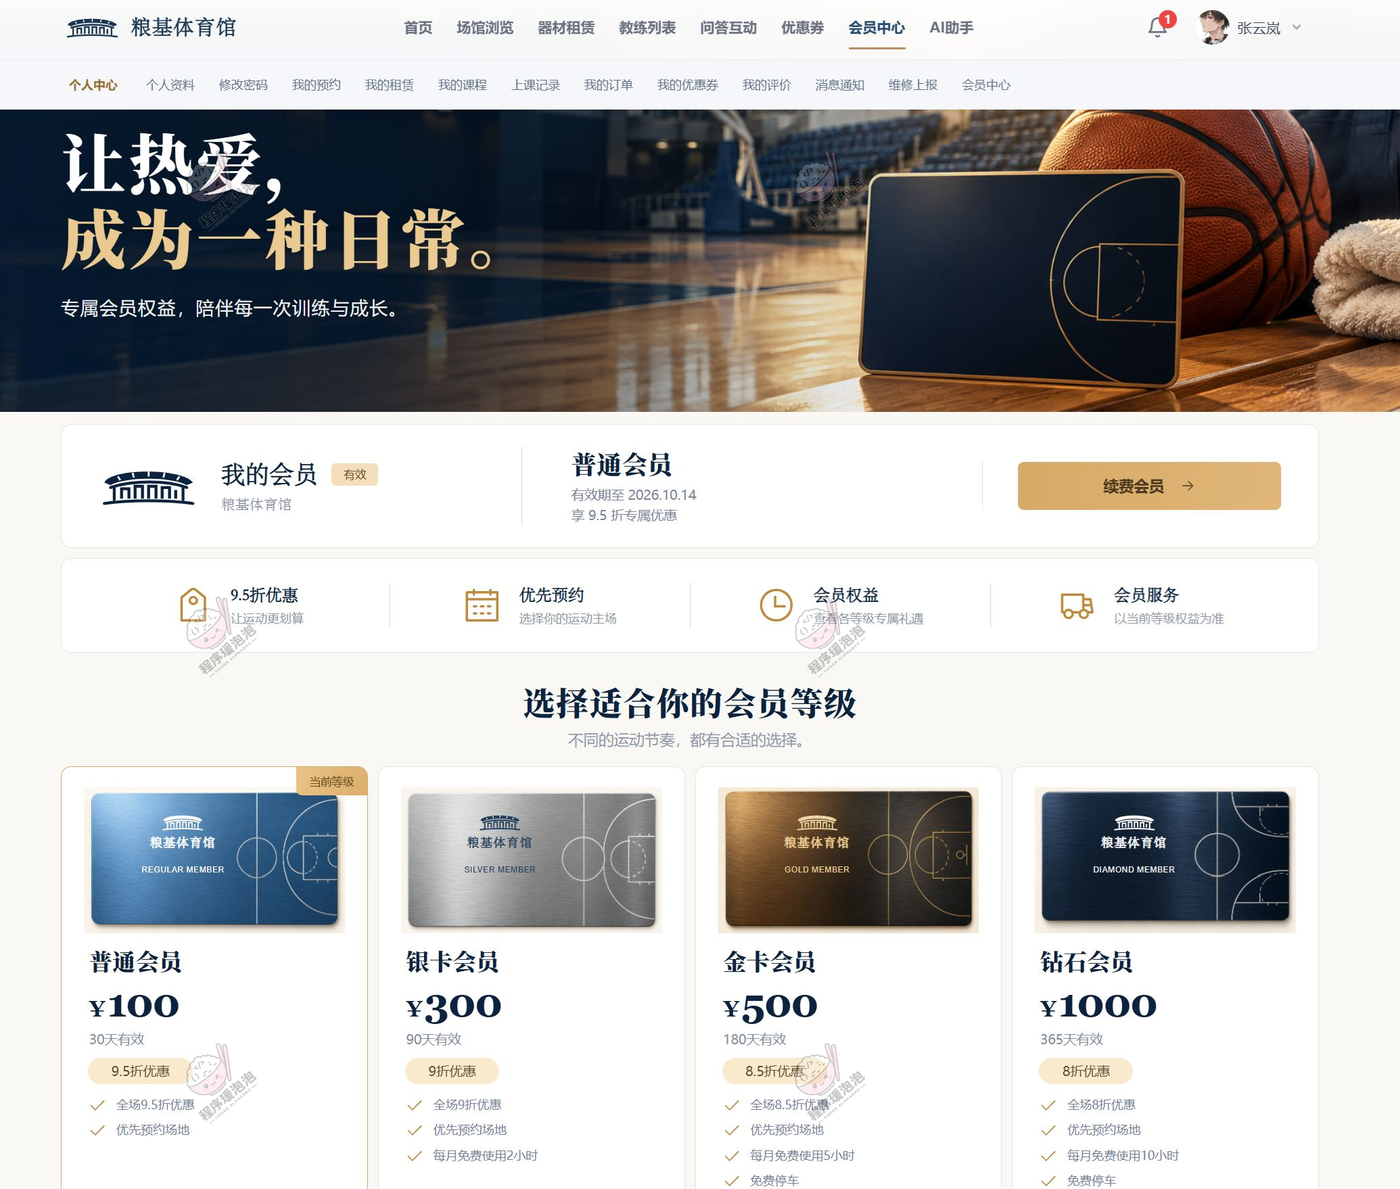 粮基体育馆
首页 场馆浏览 器材租赁 教练列表 问答互动 优惠券 会员中心 AI助手
1
张云岚
个人中心 个人资料 修改密码 我的预约 我的租赁 我的课程 上课记录 我的订单 我的优惠券 我的评价 消息通知 维修上报 会员中心
让热爱，
成为一种日常。
专属会员权益，陪伴每一次训练与成长。
我的会员 有效
粮基体育馆
普通会员
有效期至 2026.10.14
享 9.5 折专属优惠
续费会员 →
9.5折优惠
让运动更划算
优先预约
选择你的运动主场
会员权益
查看各等级专属礼遇
会员服务
以当前等级权益为准
程序瑶泡泡
程序瑶泡泡
选择适合你的会员等级
不同的运动节奏，都有合适的选择。
当前等级
粮基体育馆
REGULAR MEMBER
普通会员
¥100
30天有效
9.5折优惠
全场9.5折优惠
优先预约场地
粮基体育馆
SILVER MEMBER
银卡会员
¥300
90天有效
9折优惠
全场9折优惠
优先预约场地
每月免费使用2小时
粮基体育馆
GOLD MEMBER
金卡会员
¥500
180天有效
8.5折优惠
全场8.5折优惠
优先预约场地
每月免费使用5小时
免费停车
粮基体育馆
DIAMOND MEMBER
钻石会员
¥1000
365天有效
8折优惠
全场8折优惠
优先预约场地
每月免费使用10小时
免费停车
程序瑶泡泡
程序瑶泡泡